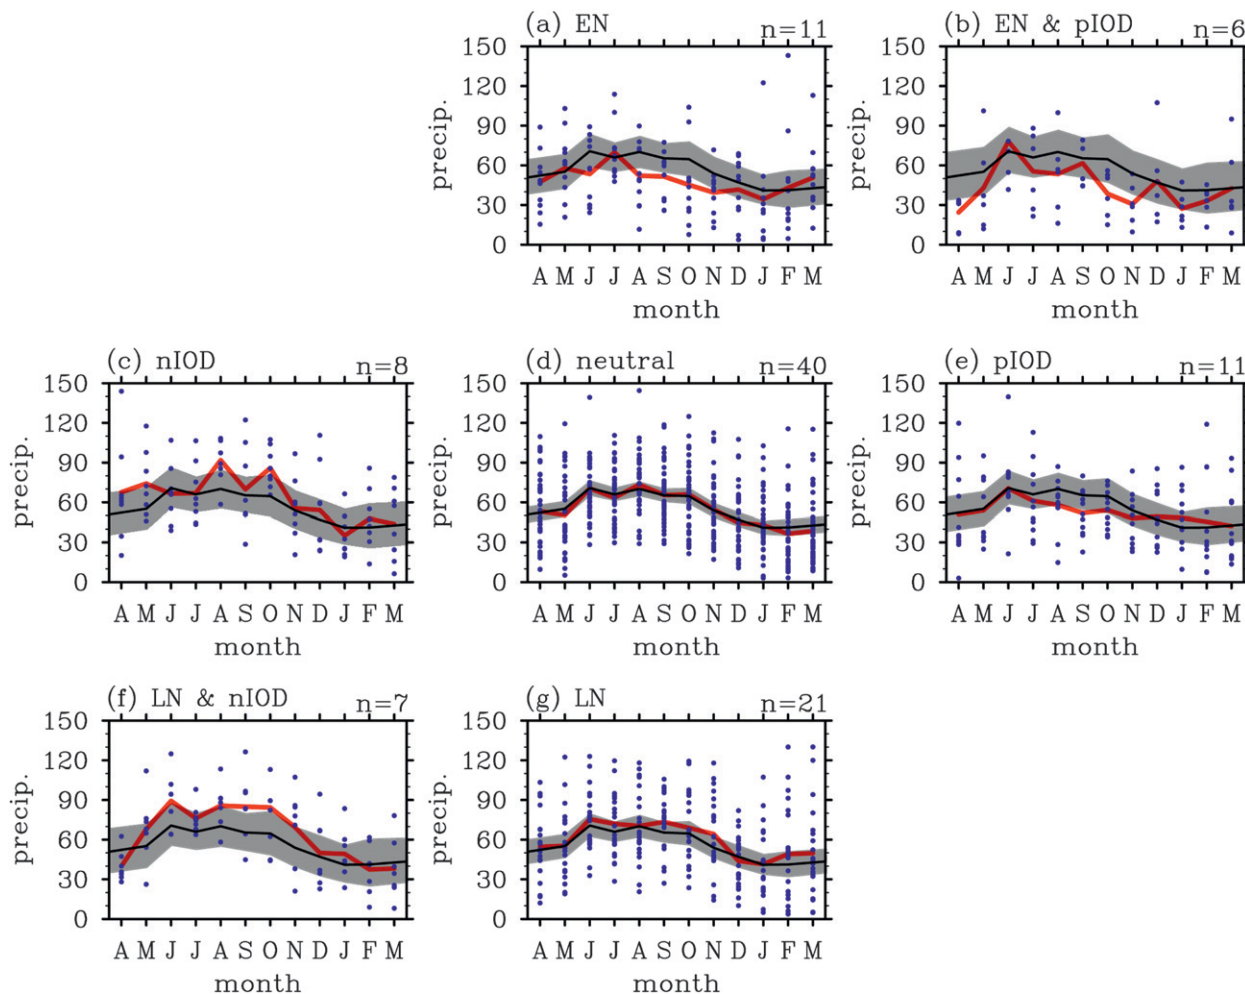 (a) EN n=11
150
120
90
60
30
0
precip.
A M J J A S O N D J F M
month
(b) EN & pIOD n=6
150
120
90
60
30
0
precip.
A M J J A S O N D J F M
month
(c) nIOD n=8
150
120
90
60
30
0
precip.
A M J J A S O N D J F M
month
(d) neutral n=40
150
120
90
60
30
0
precip.
A M J J A S O N D J F M
month
(e) pIOD n=11
150
120
90
60
30
0
precip.
A M J J A S O N D J F M
month
(f) LN & nIOD n=7
150
120
90
60
30
0
precip.
A M J J A S O N D J F M
month
(g) LN n=21
150
120
90
60
30
0
precip.
A M J J A S O N D J F M
month